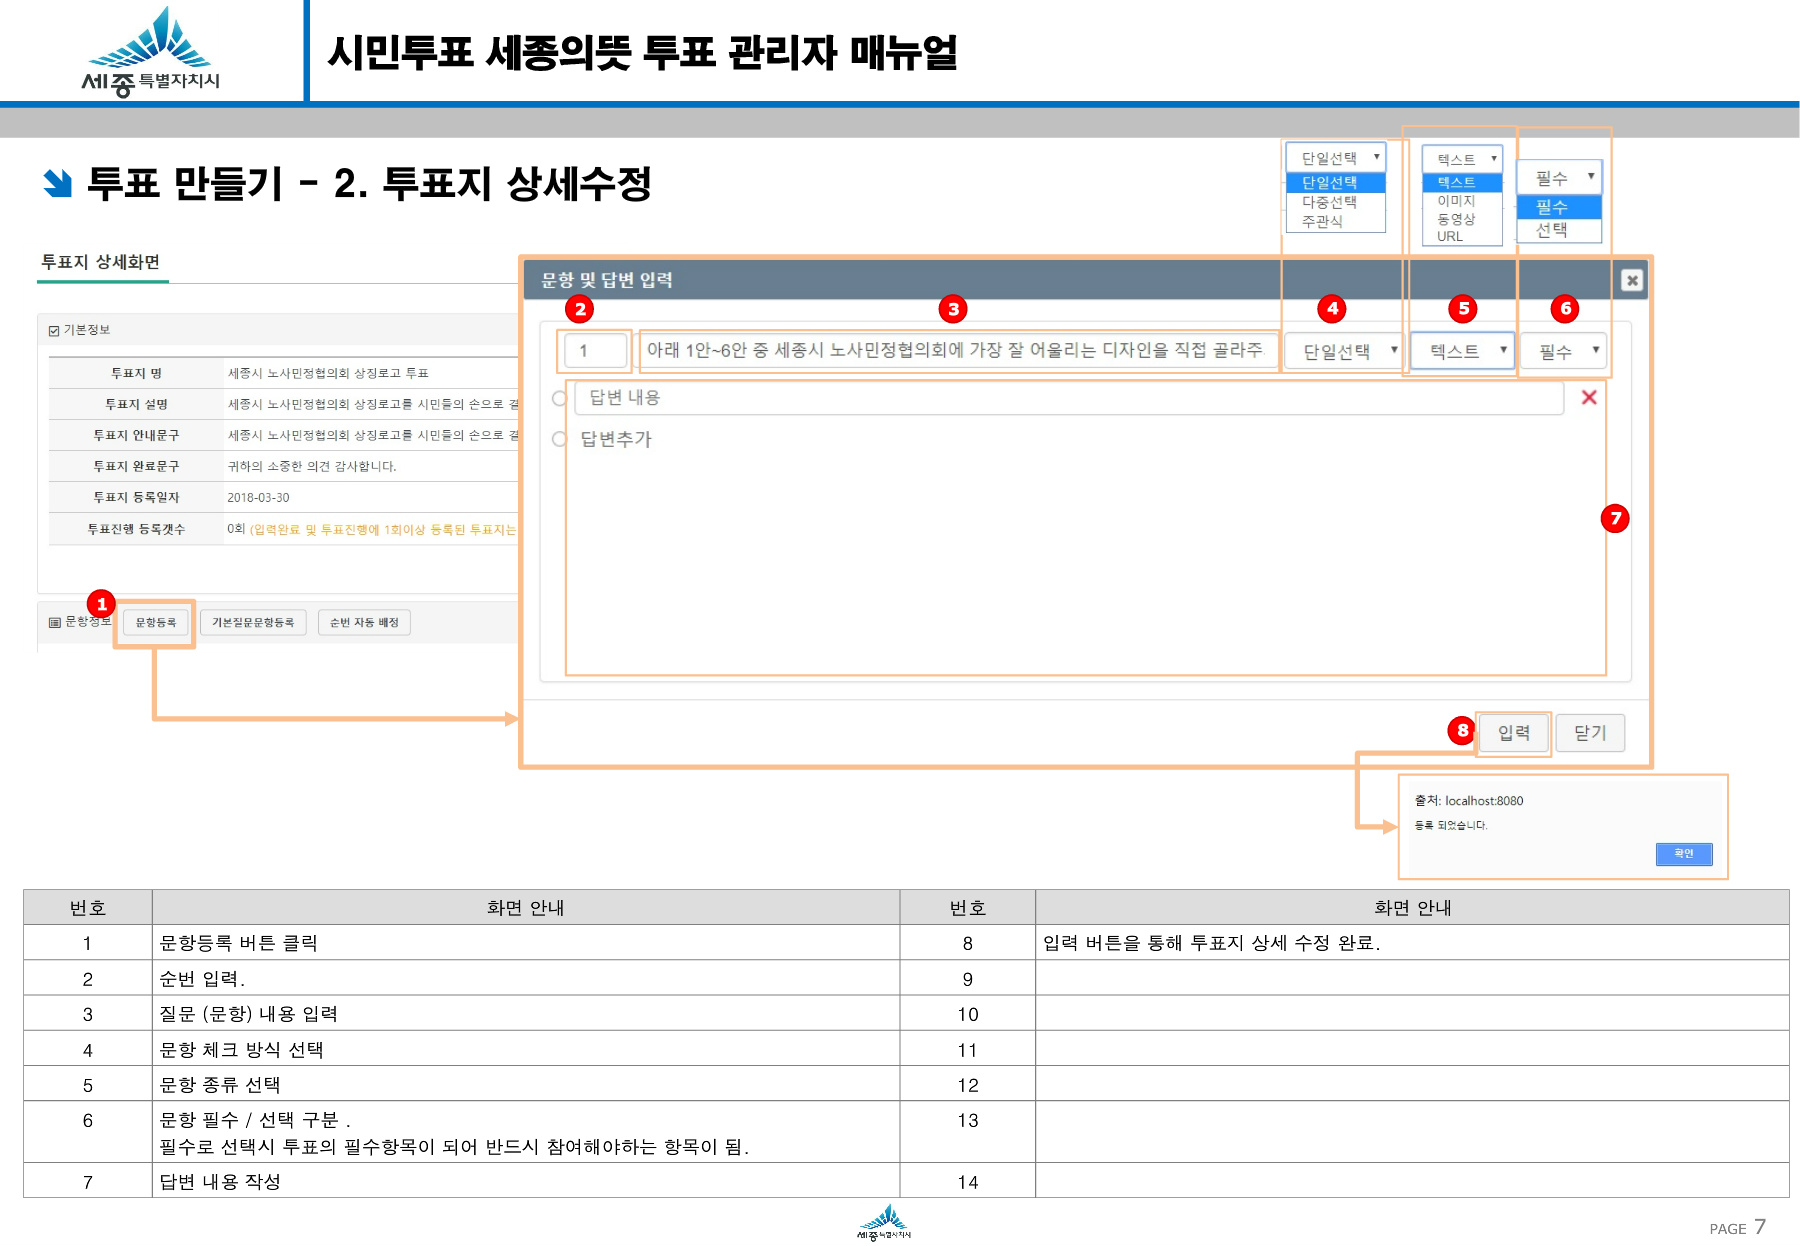 세종특별자치시
시민투표 세종의뜻 투표 관리자 매뉴얼
투표 만들기 - 2. 투표지 상세수정
단일선택
단일선택
다중선택
주관식
텍스트
텍스트
이미지
동영상
URL
필수
필수
선택
투표지 상세화면
기본정보
투표지 명 세종시 노사민정협의회 상징로고 투표
투표지 설명 세종시 노사민정협의회 상징로고를 시민들의 손으로 결
투표지 안내문구 세종시 노사민정협의회 상징로고를 시민들의 손으로 결
투표지 완료문구 귀하의 소중한 의견 감사합니다.
투표지 등록일자 2018-03-30
투표진행 등록갯수 0회 (입력완료 및 투표진행에 1회이상 등록된 투표지는
1
문항정보 문항등록 기본질문문항등록 순번 자동 배정
문항 및 답변 입력
2 3 4 5 6
1 아래 1안~6안 중 세종시 노사민정협의회에 가장 잘 어울리는 디자인을 직접 골라주. 단일선택 텍스트 필수
답변 내용
답변추가
7
8 입력 닫기
출처: localhost:8080
등록 되었습니다.
확인
번호 화면 안내 번호 화면 안내
1 문항등록 버튼 클릭 8 입력 버튼을 통해 투표지 상세 수정 완료.
2 순번 입력. 9
3 질문 (문항) 내용 입력 10
4 문항 체크 방식 선택 11
5 문항 종류 선택 12
6 문항 필수 / 선택 구분 . 13
필수로 선택시 투표의 필수항목이 되어 반드시 참여해야하는 항목이 됨.
7 답변 내용 작성 14
세종특별자치시
PAGE 7